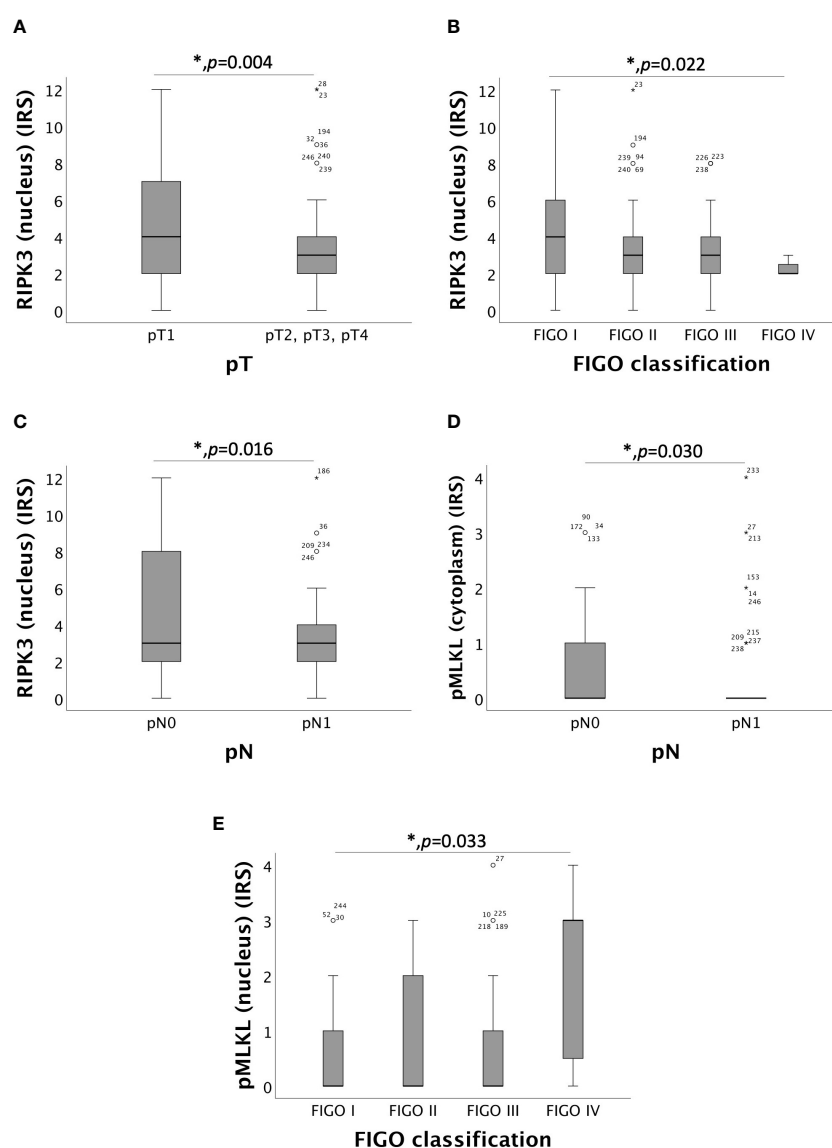 A
*,p=0.004
RIPK3 (nucleus) (IRS)
12
10
8
6
4
2
0
28
23
194
32 36
246 240
239
pT1
pT2, pT3, pT4
pT
B
*,p=0.022
RIPK3 (nucleus) (IRS)
12
10
8
6
4
2
0
23
194
239 94
240 69
226 223
238
FIGO I
FIGO II
FIGO III
FIGO IV
FIGO classification
C
*,p=0.016
RIPK3 (nucleus) (IRS)
12
10
8
6
4
2
0
186
36
209 234
246
pN0
pN1
pN
D
*,p=0.030
pMLKL (cytoplasm) (IRS)
4
3
2
1
0
90
172 34
133
233
27
213
153
14
246
209 215
237
238
pN0
pN1
pN
E
*,p=0.033
pMLKL (nucleus) (IRS)
4
3
2
1
0
244
52 30
27
10 225
218 189
FIGO I
FIGO II
FIGO III
FIGO IV
FIGO classification